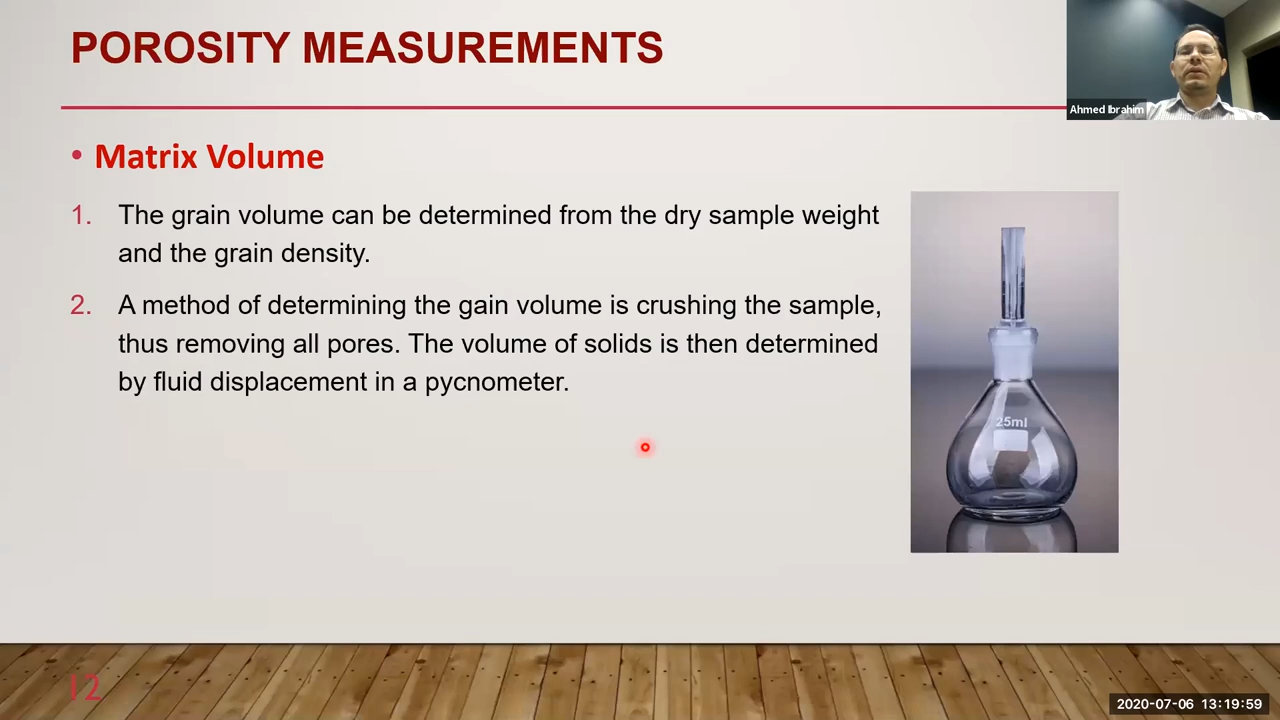 POROSITY MEASUREMENTS
Ahmed Ibrahim
• Matrix Volume
1. The grain volume can be determined from the dry sample weight
and the grain density.
2. A method of determining the gain volume is crushing the sample,
thus removing all pores. The volume of solids is then determined
by fluid displacement in a pycnometer.
25ml
12
2020-07-06 13:19:59